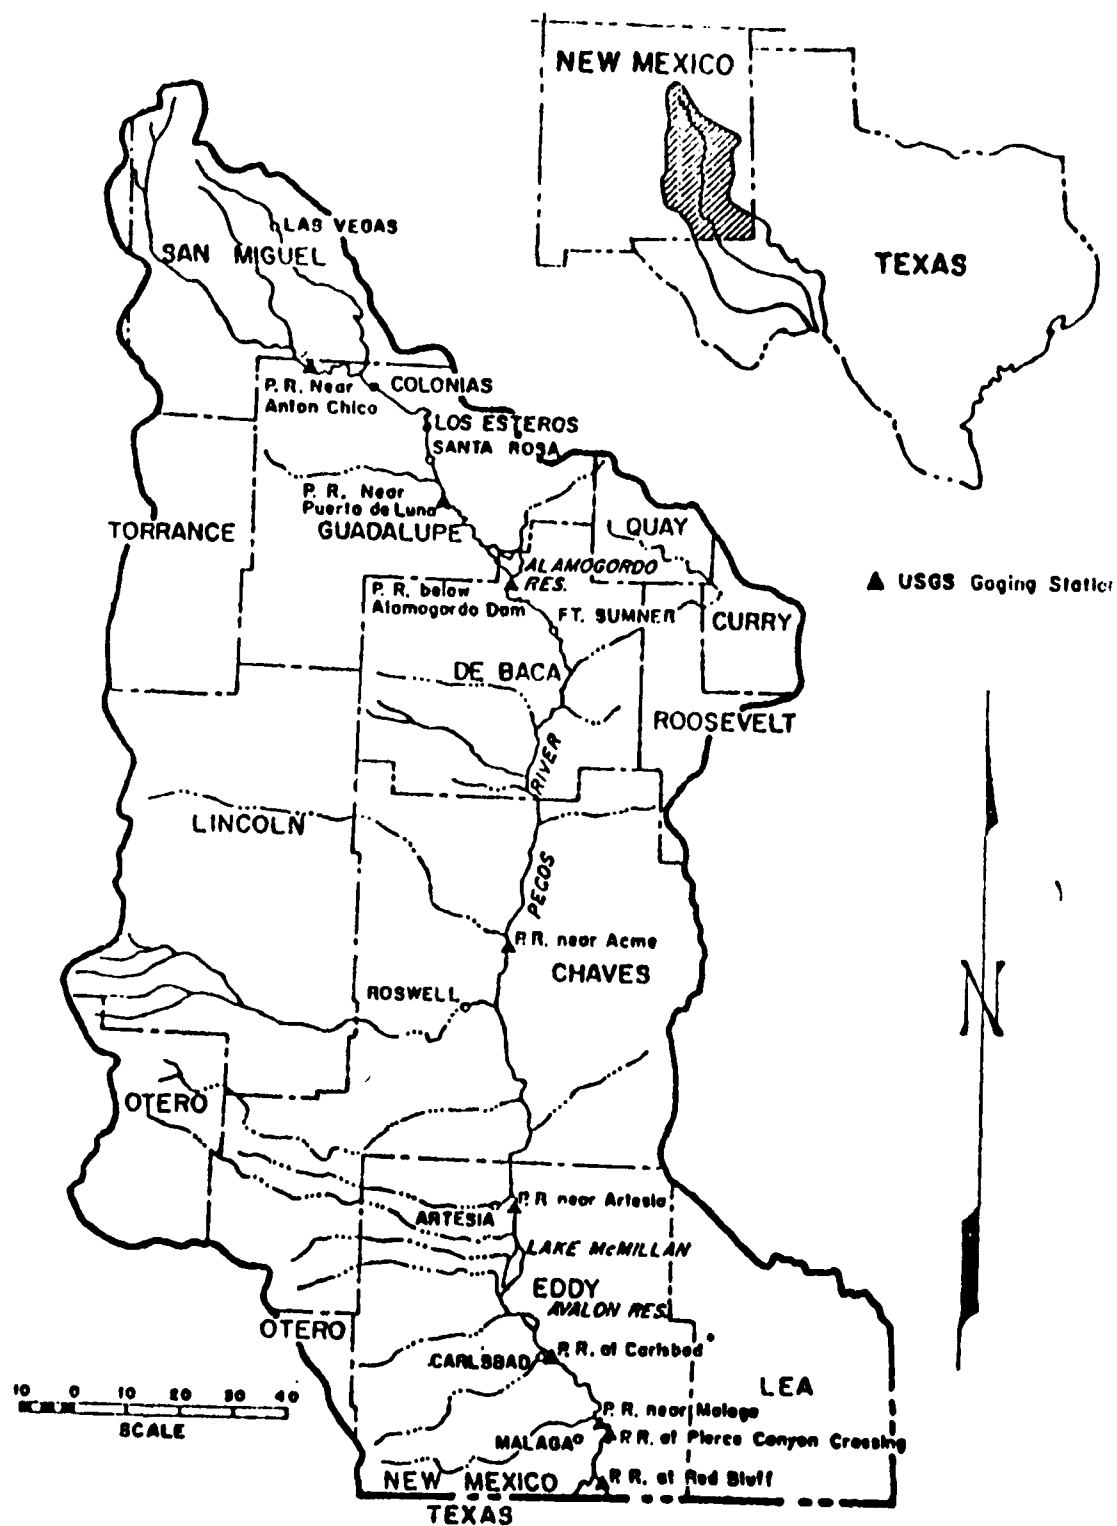 NEW MEXICO
TEXAS
LAS VEGAS
SAN MIGUEL
P. R. Near
Anton Chico
COLONIAS
LOS ESTEROS
SANTA ROSA
P. R. Near
Puerto de Luna
TORRANCE
GUADALUPE
QUAY
ALAMOGORDO
RES.
P. R. below
Alamogordo Dam
FT. SUMNER
CURRY
USGS Gaging Station
DE BACA
ROOSEVELT
RIVER
LINCOLN
PECOS
P.R. near Acme
CHAVES
ROSWELL
N
OTERO
P.R. near Artesia
ARTESIA
LAKE McMILLAN
EDDY
AVALON RES.
OTERO
P.R. at Carlsbad
CARLSBAD
LEA
10 0 10 20 30 40
SCALE
P.R. near Malaga
MALAGA
P.R. at Pierce Canyon Crossing
P.R. at Red Bluff
NEW MEXICO
TEXAS